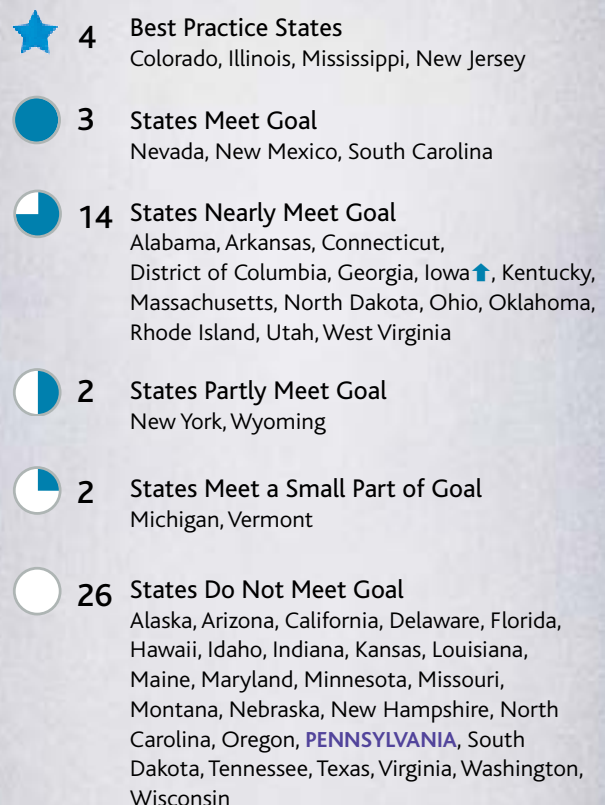 4 Best Practice States
Colorado, Illinois, Mississippi, New Jersey
3 States Meet Goal
Nevada, New Mexico, South Carolina
14 States Nearly Meet Goal
Alabama, Arkansas, Connecticut,
District of Columbia, Georgia, Iowa⬆, Kentucky,
Massachusetts, North Dakota, Ohio, Oklahoma,
Rhode Island, Utah, West Virginia
2 States Partly Meet Goal
New York, Wyoming
2 States Meet a Small Part of Goal
Michigan, Vermont
26 States Do Not Meet Goal
Alaska, Arizona, California, Delaware, Florida,
Hawaii, Idaho, Indiana, Kansas, Louisiana,
Maine, Maryland, Minnesota, Missouri,
Montana, Nebraska, New Hampshire, North
Carolina, Oregon, PENNSYLVANIA, South
Dakota, Tennessee, Texas, Virginia, Washington,
Wisconsin